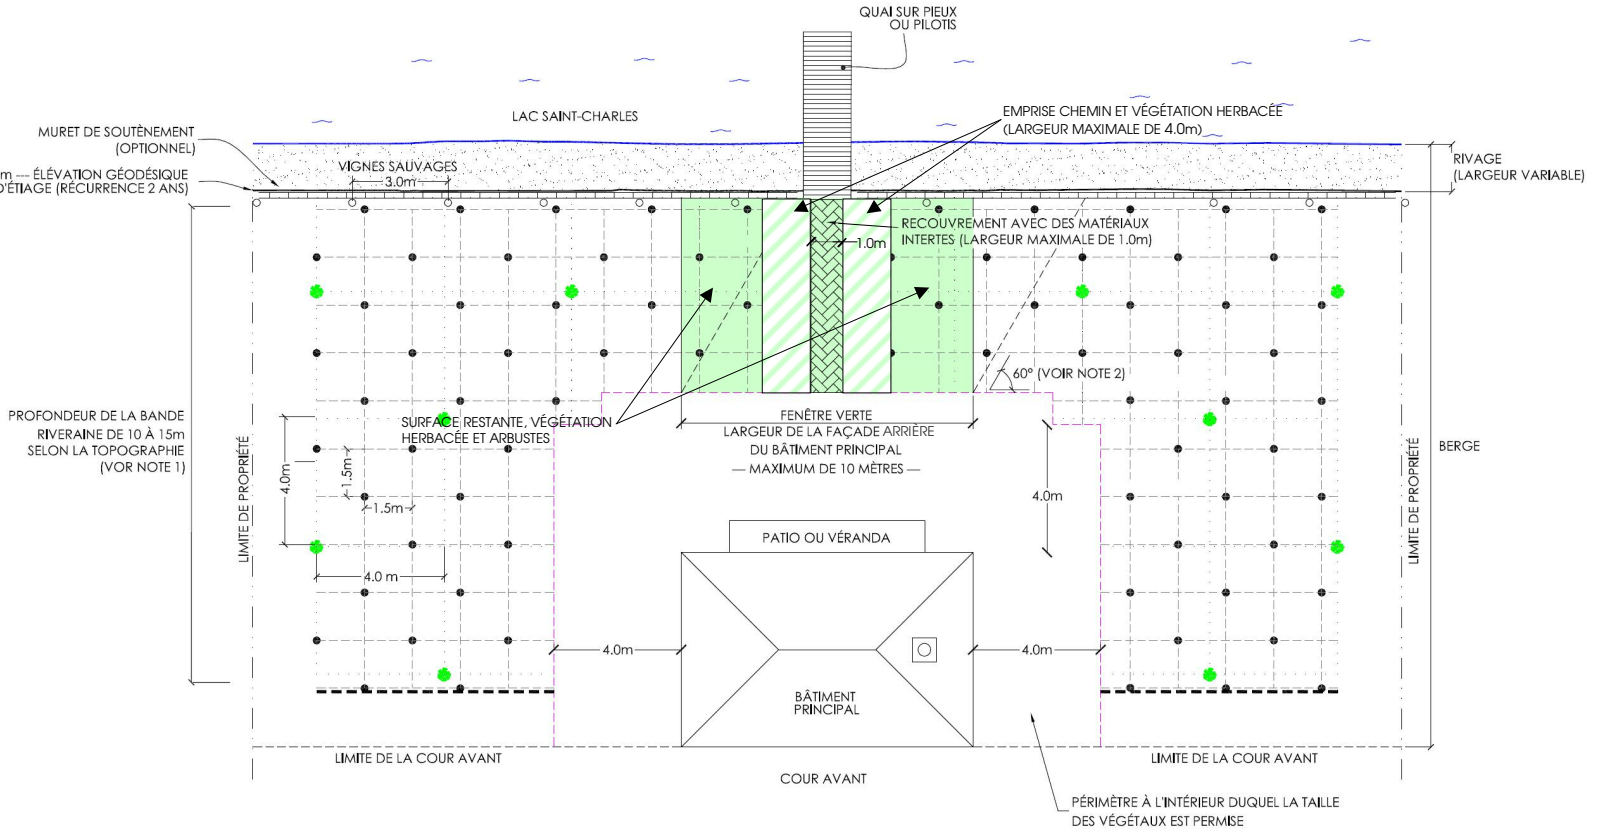 QUAI SUR PIEUX
OU PILOTIS
LAC SAINT-CHARLES
EMPRISE CHEMIN ET VÉGÉTATION HERBACÉE
(LARGEUR MAXIMALE DE 4.0m)
MURET DE SOUTÈNEMENT
(OPTIONNEL)
VIGNES SAUVAGES
3.0m
m --- ÉLÉVATION GÉODÉSIQUE
D'ÉTIAGE (RÉCURRENCE 2 ANS)
RIVAGE
(LARGEUR VARIABLE)
RECOUVREMENT AVEC DES MATÉRIAUX
INTERTES (LARGEUR MAXIMALE DE 1.0m)
1.0m
60° (VOIR NOTE 2)
PROFONDEUR DE LA BANDE
RIVERAINE DE 10 À 15m
SELON LA TOPOGRAPHIE
(VOR NOTE 1)
SURFACE RESTANTE, VÉGÉTATION
HERBACÉE ET ARBUSTES
FENÊTRE VERTE
LARGEUR DE LA FAÇADE ARRIÈRE
DU BÂTIMENT PRINCIPAL
— MAXIMUM DE 10 MÈTRES —
BERGE
LIMITE DE PROPRIÉTÉ
4.0m
1.5m
1.5m
4.0m
LIMITE DE PROPRIÉTÉ
PATIO OU VÉRANDA
4.0 m
4.0m
4.0m
BÂTIMENT
PRINCIPAL
LIMITE DE LA COUR AVANT
LIMITE DE LA COUR AVANT
COUR AVANT
PÉRIMÈTRE À L'INTÉRIEUR DUQUEL LA TAILLE
DES VÉGÉTAUX EST PERMISE